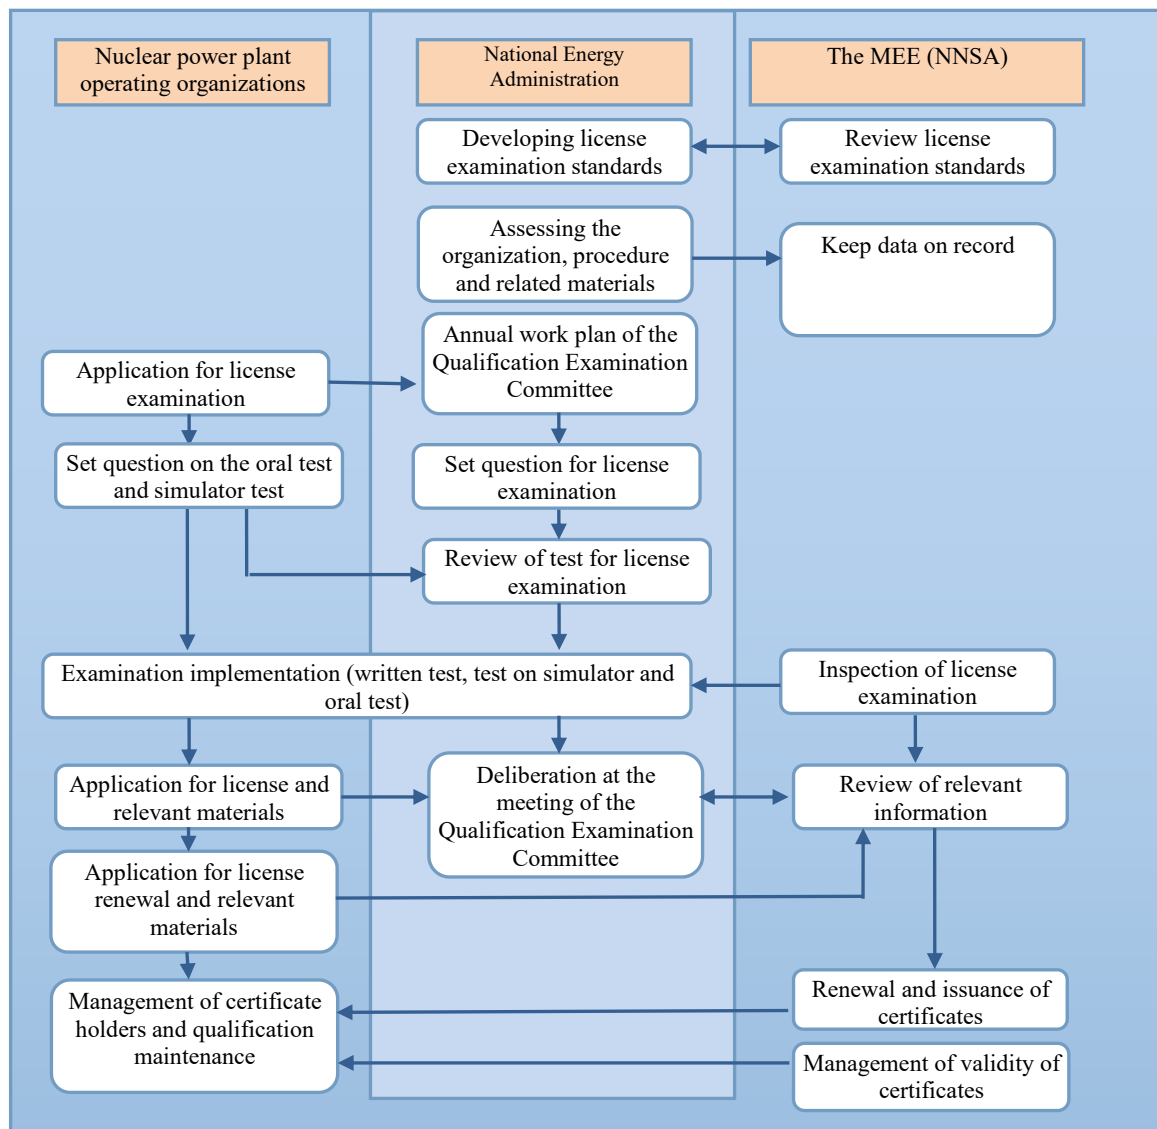 Nuclear power plant
operating organizations
National Energy
Administration
The MEE (NNSA)
Developing license
examination standards
Review license
examination standards
Assessing the
organization, procedure
and related materials
Keep data on record
Annual work plan of the
Qualification Examination
Committee
Application for license
examination
Set question on the oral test
and simulator test
Set question for license
examination
Review of test for license
examination
Examination implementation (written test, test on simulator and
oral test)
Inspection of license
examination
Application for license and
relevant materials
Deliberation at the
meeting of the
Qualification Examination
Committee
Review of relevant
information
Application for license
renewal and relevant
materials
Management of certificate
holders and qualification
maintenance
Renewal and issuance of
certificates
Management of validity of
certificates